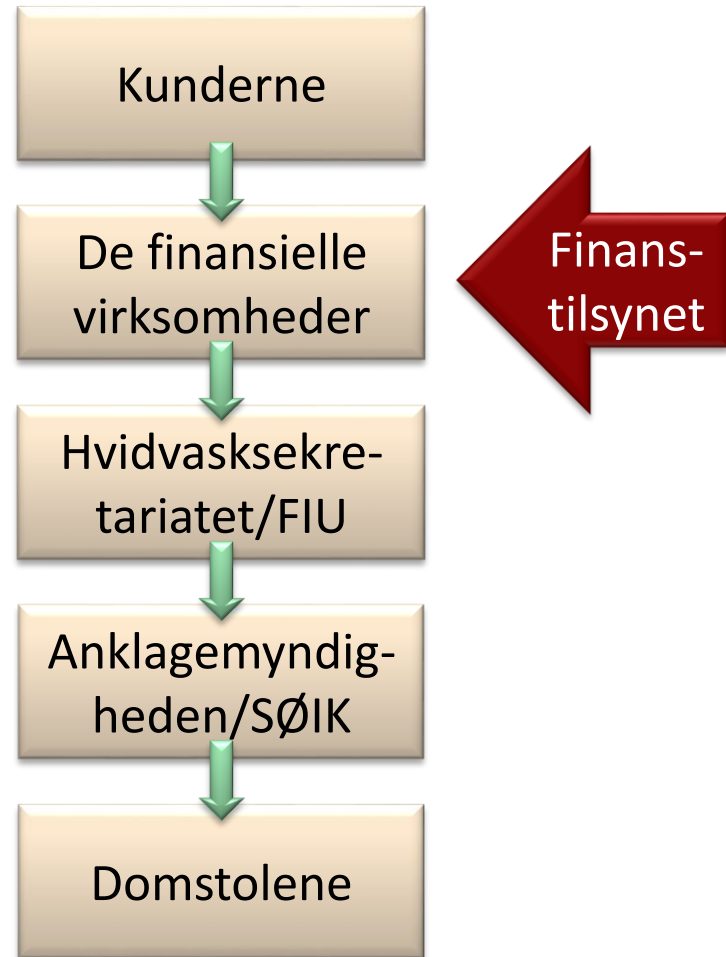 Kunderne
De finansielle
virksomheder
Finans-
tilsynet
Hvidvasksekre-
tariatet/FIU
Anklagemyndig-
heden/SØIK
Domstolene